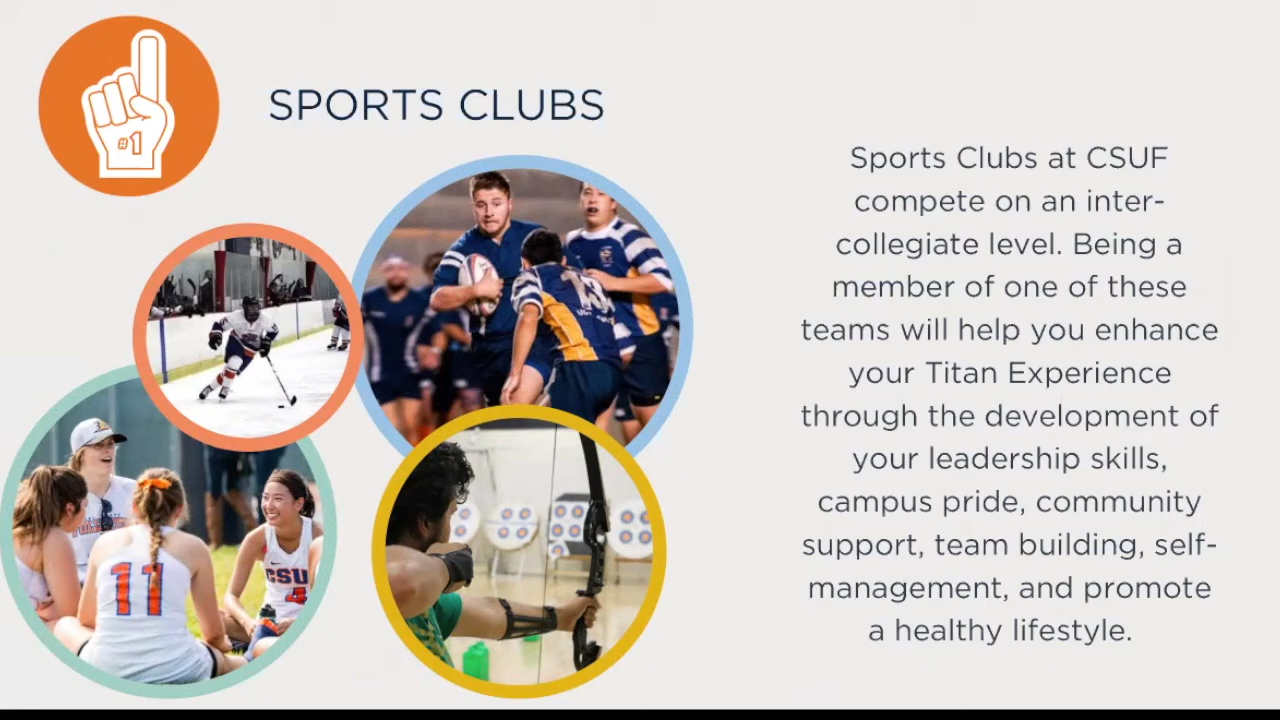 #1
SPORTS CLUBS
Sports Clubs at CSUF
compete on an inter-
collegiate level. Being a
member of one of these
teams will help you enhance
your Titan Experience
through the development of
your leadership skills,
campus pride, community
support, team building, self-
management, and promote
a healthy lifestyle.
13
11
CSU
4